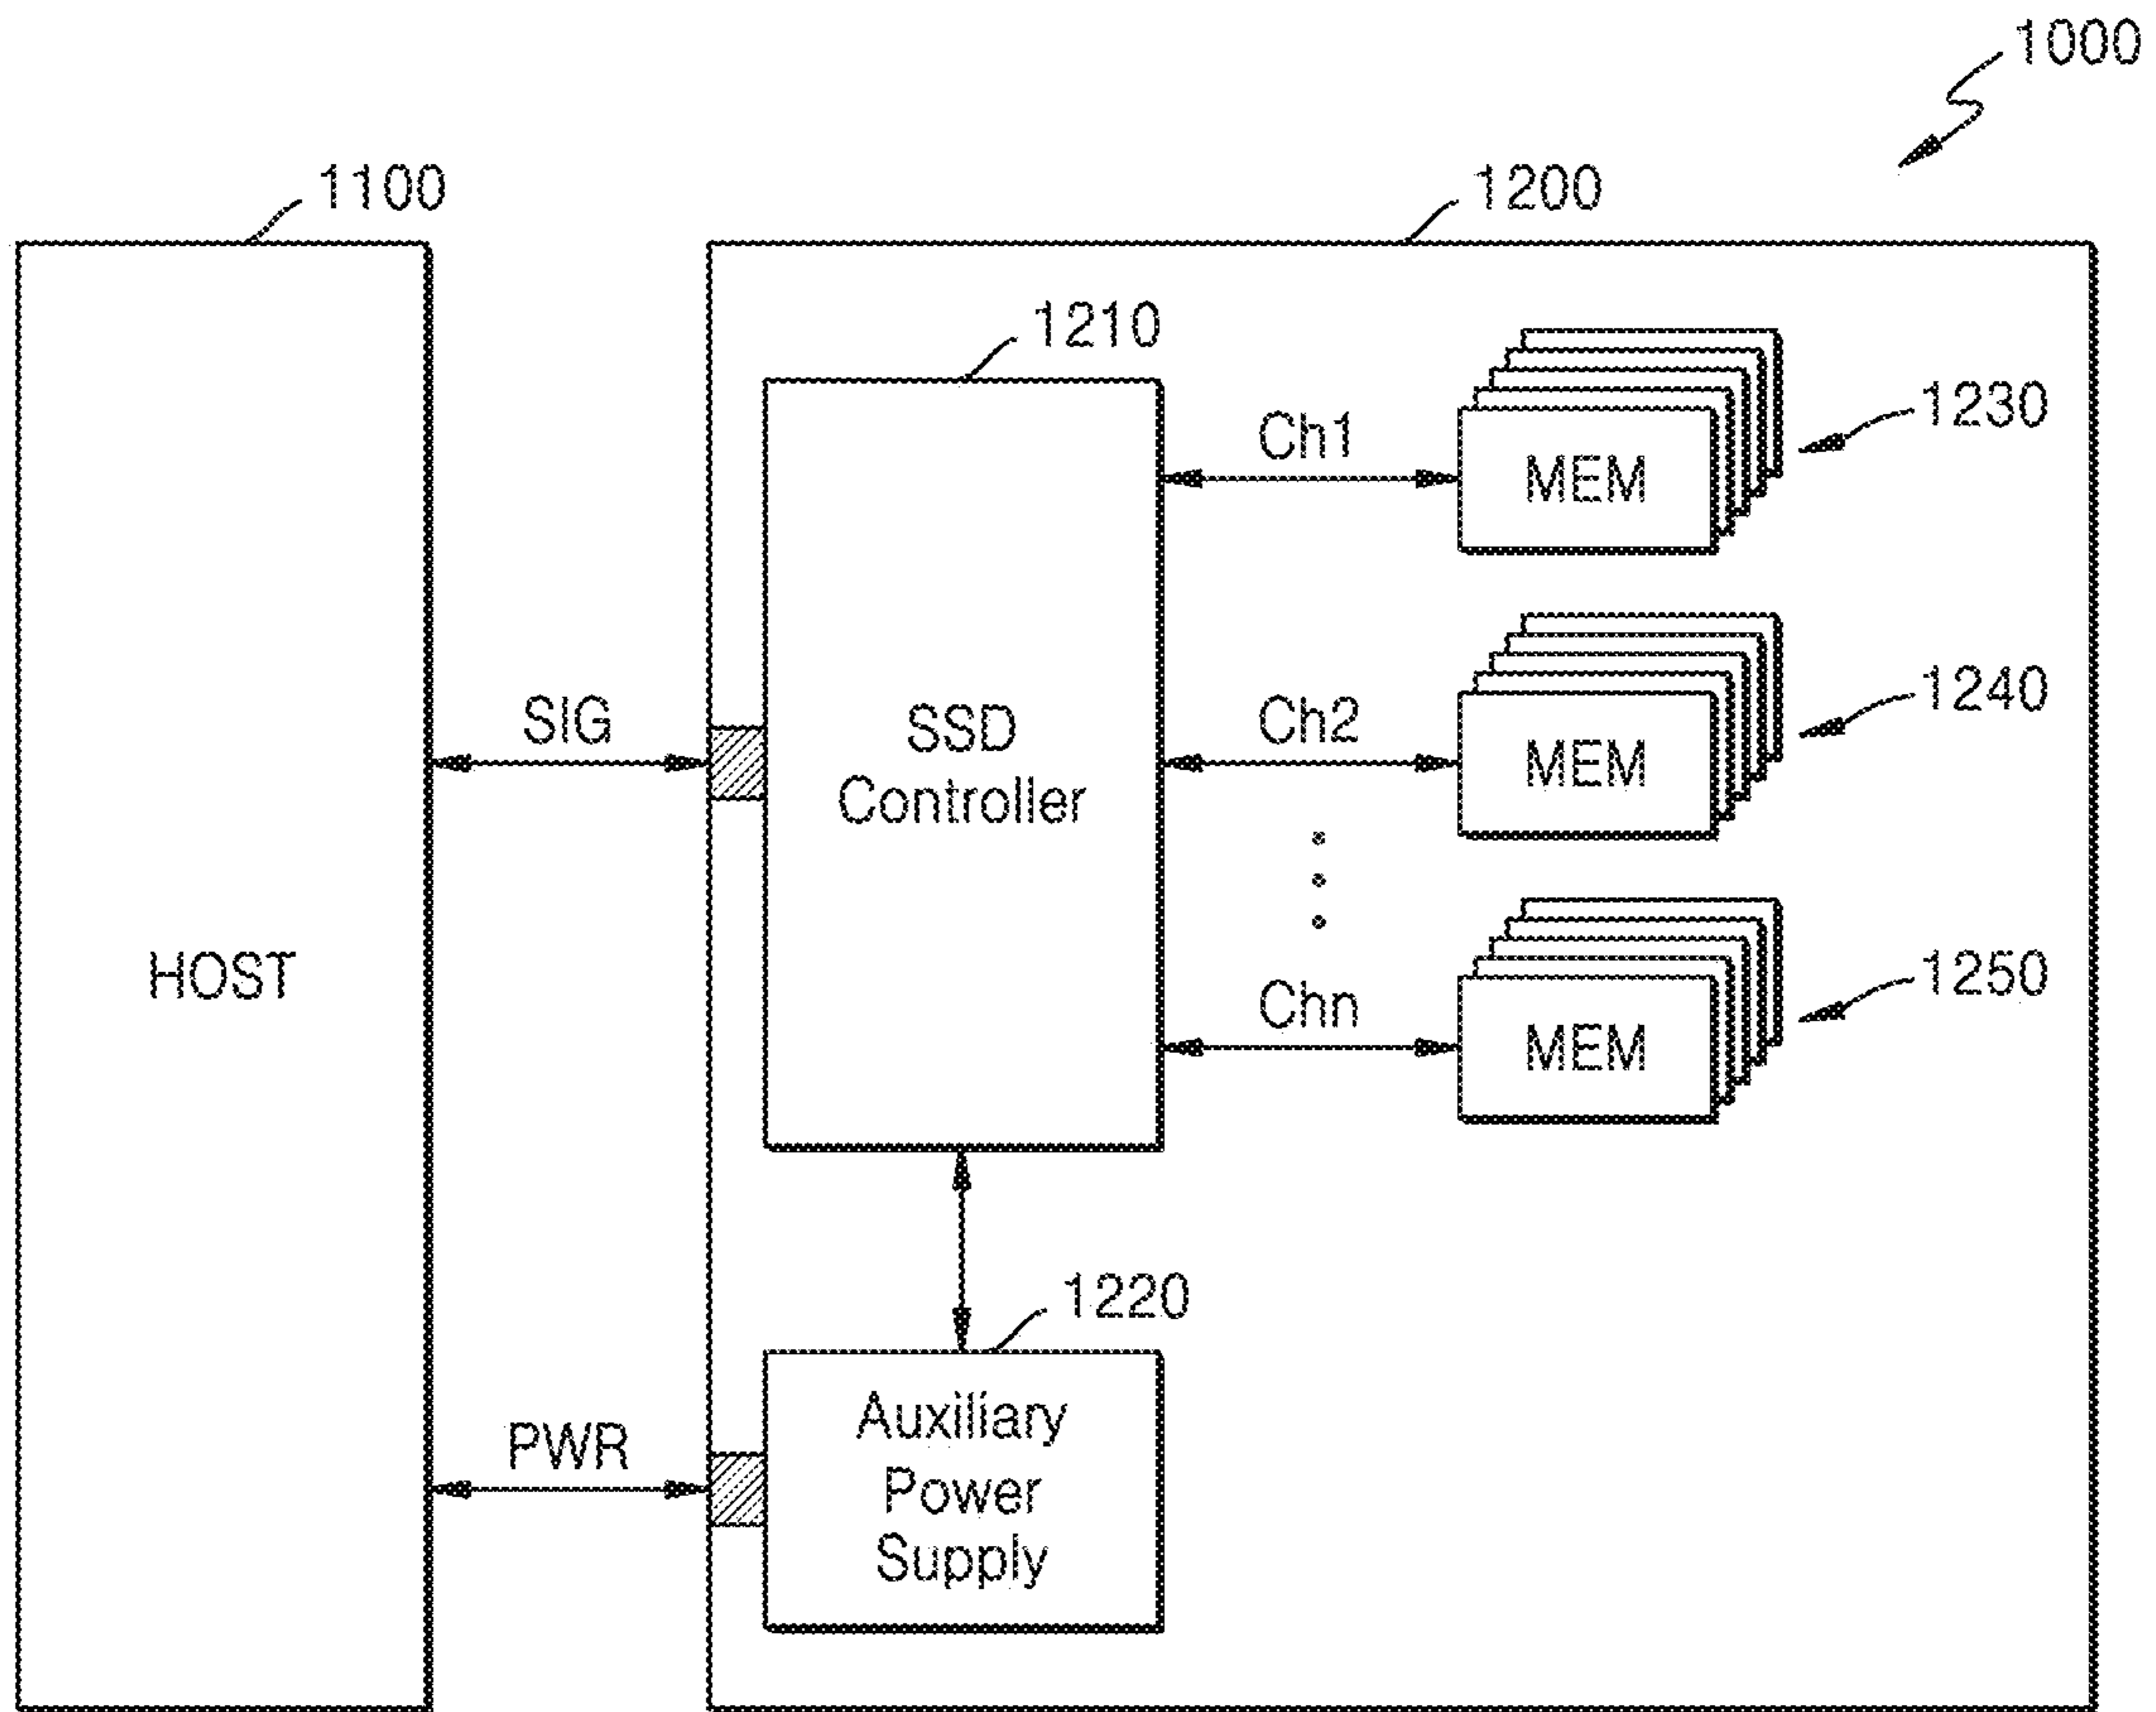 1000
1100
1200
1210
Ch1
MEM
1230
SIG
SSD
Controller
Ch2
MEM
1240
HOST
Chn
MEM
1250
1220
PWR
Auxiliary
Power
Supply